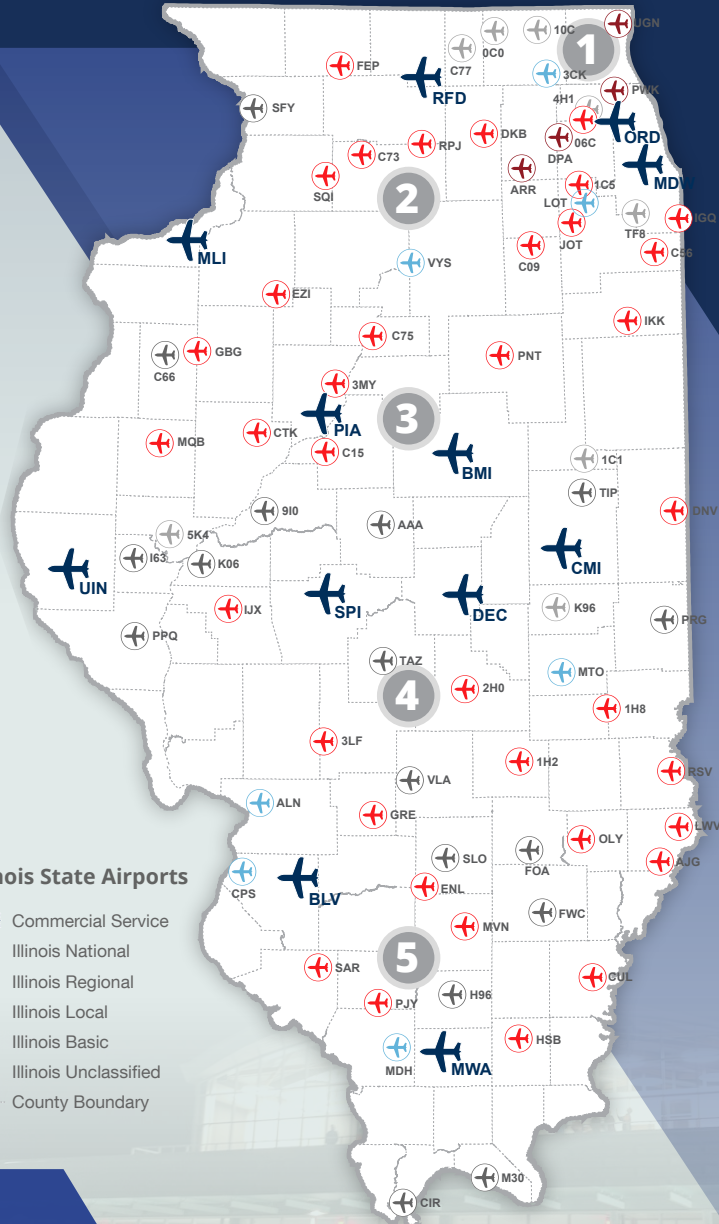 UGN
10C
0C0
1
C77
3CK
FEP
RFD
PWK
4H1
SFY
ORD
06C
DKB
DPA
RPJ
C73
MDW
ARR
1C5
SQI
LOT
2
IGQ
TF8
JOT
C09
C56
MLI
VYS
EZI
IKK
C75
GBG
PNT
C66
3MY
3
PIA
CTK
MQB
C15
BMI
1C1
TIP
9I0
DNV
AAA
5K4
I63
K06
CMI
UIN
SPI
DEC
IJX
K96
PRG
PPQ
TAZ
MTO
2H0
4
1H8
3LF
1H2
RSV
VLA
ALN
GRE
LWV
OLY
SLO
FOA
AJG
CPS
BLV
ENL
nois State Airports
FWC
Commercial Service
MVN
Illinois National
5
SAR
Illinois Regional
CUL
H96
PJY
Illinois Local
Illinois Basic
HSB
MDH
MWA
Illinois Unclassified
County Boundary
M30
CIR